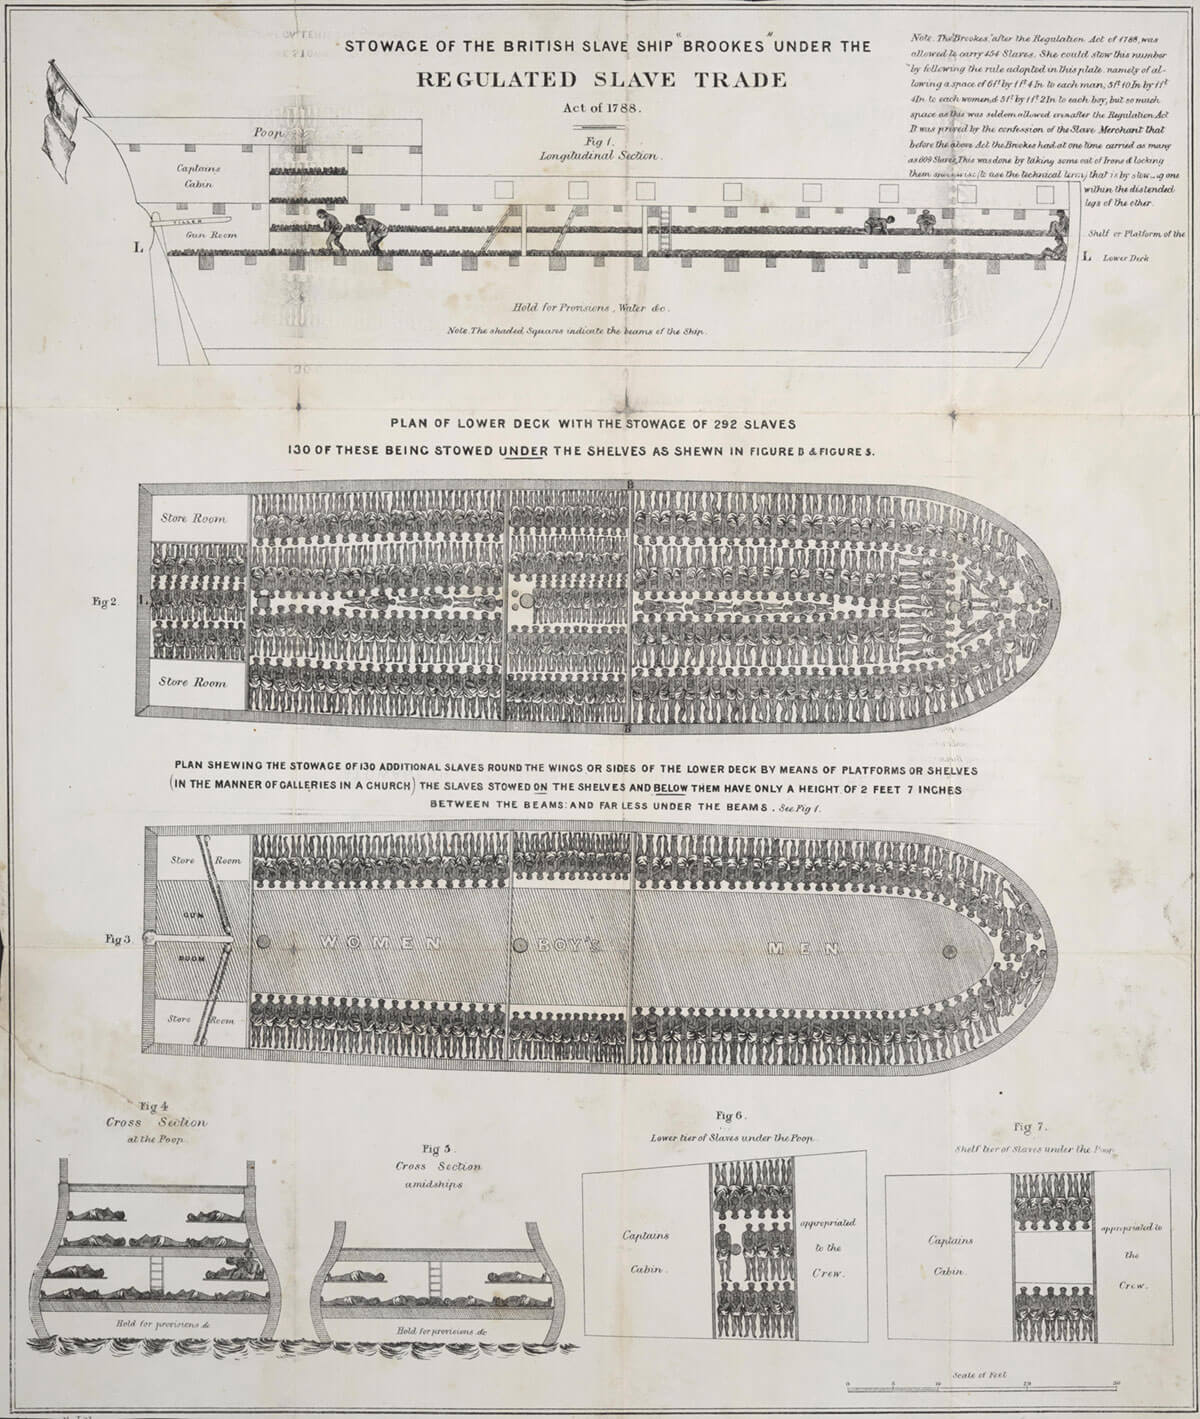 STOWAGE OF THE BRITISH SLAVE SHIP "BROOKES" UNDER THE
REGULATED SLAVE TRADE
Act of 1788.
Note. The "Brookes," after the Regulation Act of 1788, was
allowed to carry 454 Slaves. She could stow this number
by following the rule adopted in this plate. namely of al-
lowing a space of 6ft by 1ft 4In to each man, 5ft 10In by 1ft
4In to each women, & 5ft by 1ft 2In to each boy, but so much
space as this was seldom allowed even after the Regulation Act
It was proved by the confession of the Slave Merchant that
before the above Act the Brookes had at one time carried as many
as 609 Slaves, This was done by taking some out of Irons & locking
them spoonwise (to use the technical term) that is by stowing one
within the distended
legs of the other.
Fig 1.
Longitudinal Section.
Poop
Captains
Cabin
TILLER
Gun Room
L
Shelf or Platform of the
L Lower Deck
Hold for Provisions, Water &c.
Note. The shaded Squares indicate the beams of the Ship.
PLAN OF LOWER DECK WITH THE STOWAGE OF 292 SLAVES
130 OF THESE BEING STOWED UNDER THE SHELVES AS SHEWN IN FIGURE B & FIGURE 5.
B
Store Room
Fig 2.
L
Store Room
B
PLAN SHEWING THE STOWAGE OF 130 ADDITIONAL SLAVES ROUND THE WINGS OR SIDES OF THE LOWER DECK BY MEANS OF PLATFORMS OR SHELVES
(IN THE MANNER OF GALLERIES IN A CHURCH) THE SLAVES STOWED ON THE SHELVES AND BELOW THEM HAVE ONLY A HEIGHT OF 2 FEET 7 INCHES
BETWEEN THE BEAMS: AND FAR LESS UNDER THE BEAMS. See Fig 1.
Store Room
GUN
Fig 3.
WOMEN
BOY'S
MEN
ROOM
Store Room
Fig 4
Cross Section
at the Poop.
Hold for provisions &c
Fig 5.
Cross Section
amidships
Hold for provisions &c
Fig 6.
Lower tier of Slaves under the Poop.
Captains
Cabin.
appropriated
to the
Crew.
Fig 7.
Shelf tier of Slaves under the Poop
Captains
Cabin.
appropriated to
the
Crew.
Scale of Feet
0 5 10